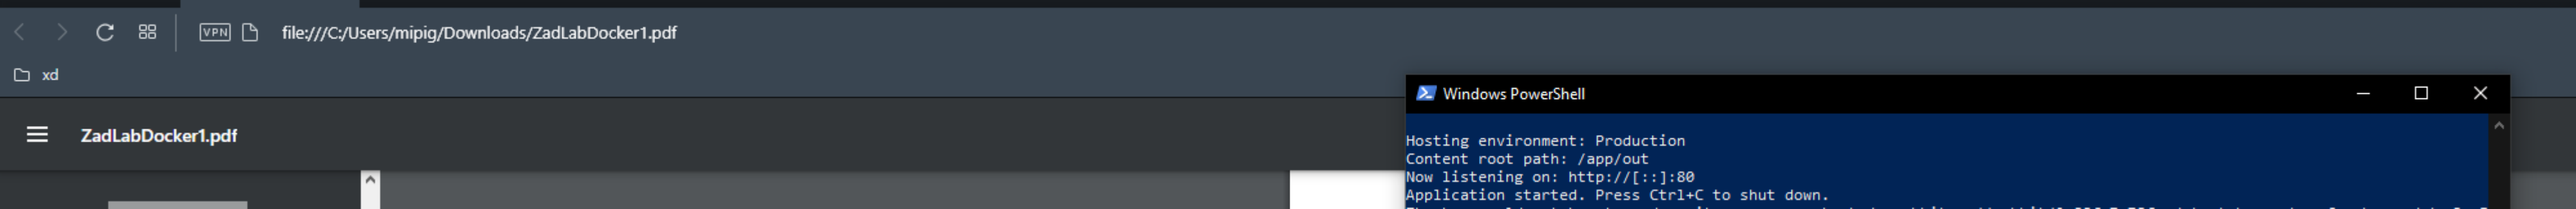 VPN file:///C:/Users/mipig/Downloads/ZadLabDocker1.pdf
xd
Windows PowerShell
ZadLabDocker1.pdf
Hosting environment: Production
Content root path: /app/out
Now listening on: http://[::]:80
Application started. Press Ctrl+C to shut down.